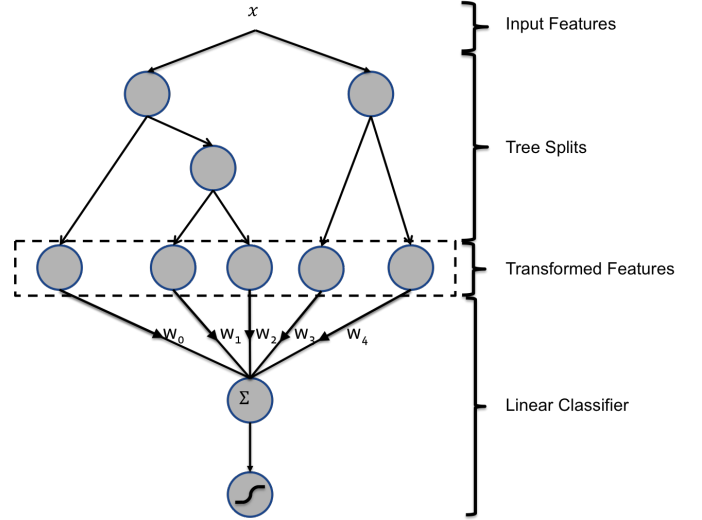 x
Input Features
Tree Splits
Transformed Features
W₀ W₁ W₂ W₃ W₄
Σ
Linear Classifier